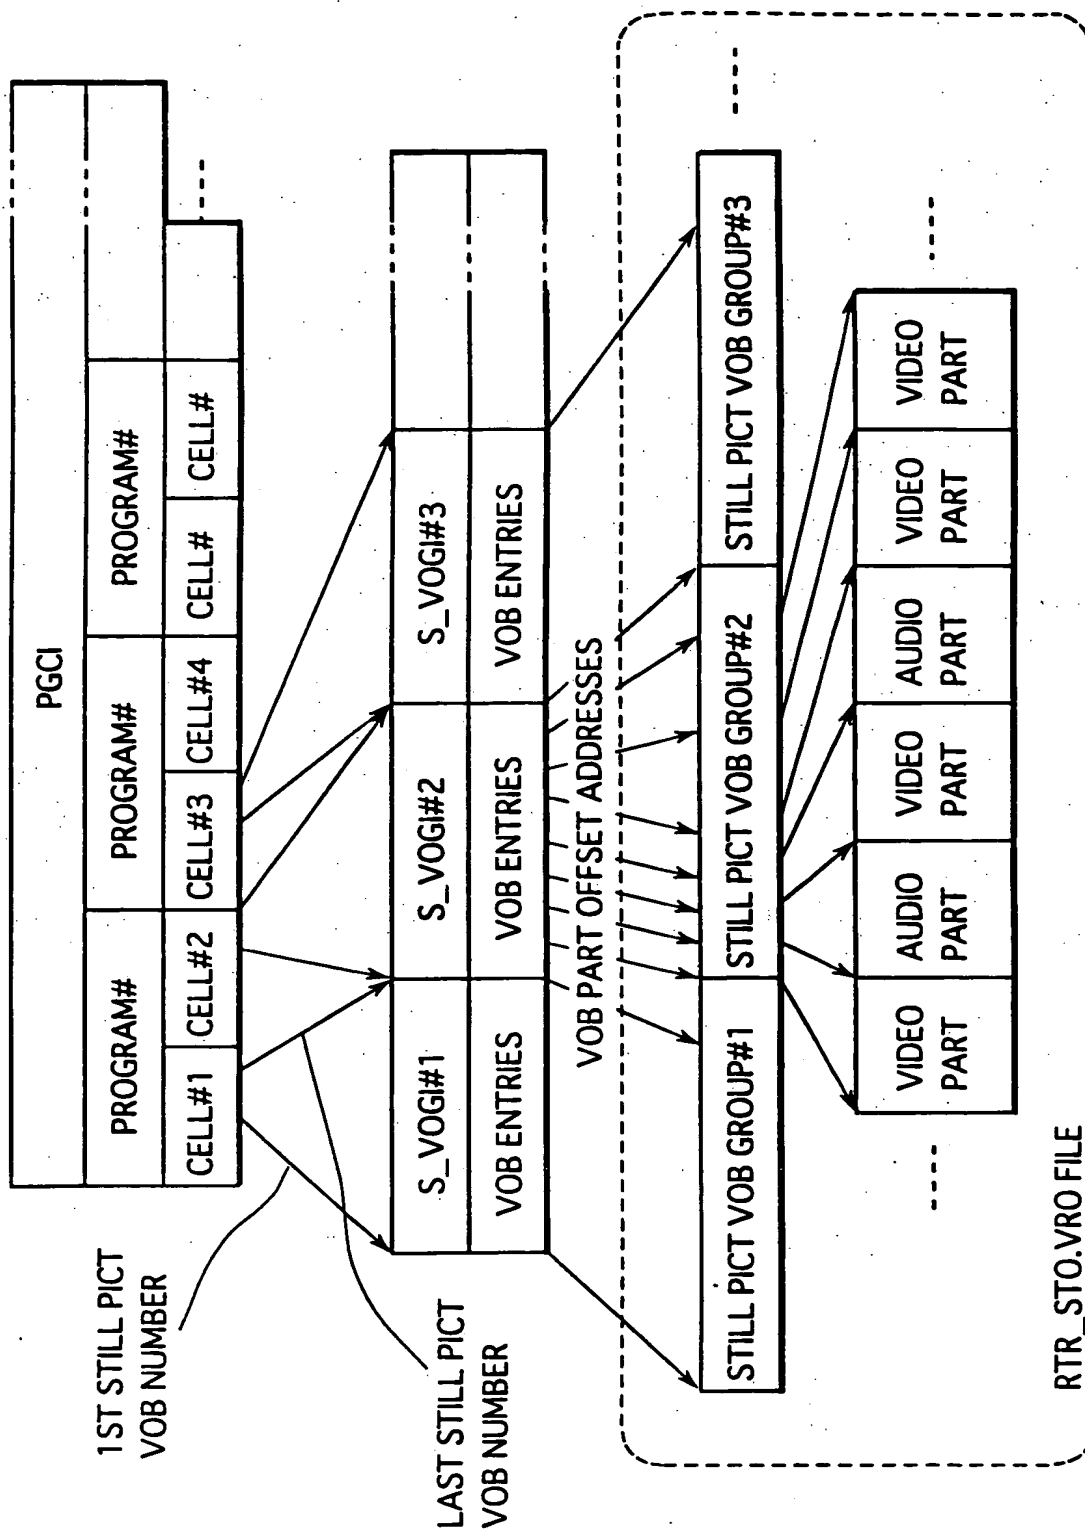 PGCI
PROGRAM# PROGRAM# PROGRAM#
CELL#1 CELL#2 CELL#3 CELL#4 CELL# CELL#
1ST STILL PICT
VOB NUMBER
LAST STILL PICT
VOB NUMBER
S_VOGI#1 S_VOGI#2 S_VOGI#3
VOB ENTRIES VOB ENTRIES VOB ENTRIES
VOB PART OFFSET ADDRESSES
STILL PICT VOB GROUP#1 STILL PICT VOB GROUP#2 STILL PICT VOB GROUP#3
VIDEO PART
AUDIO PART
VIDEO PART
AUDIO PART
VIDEO PART
VIDEO PART
RTR_STO.VRO FILE